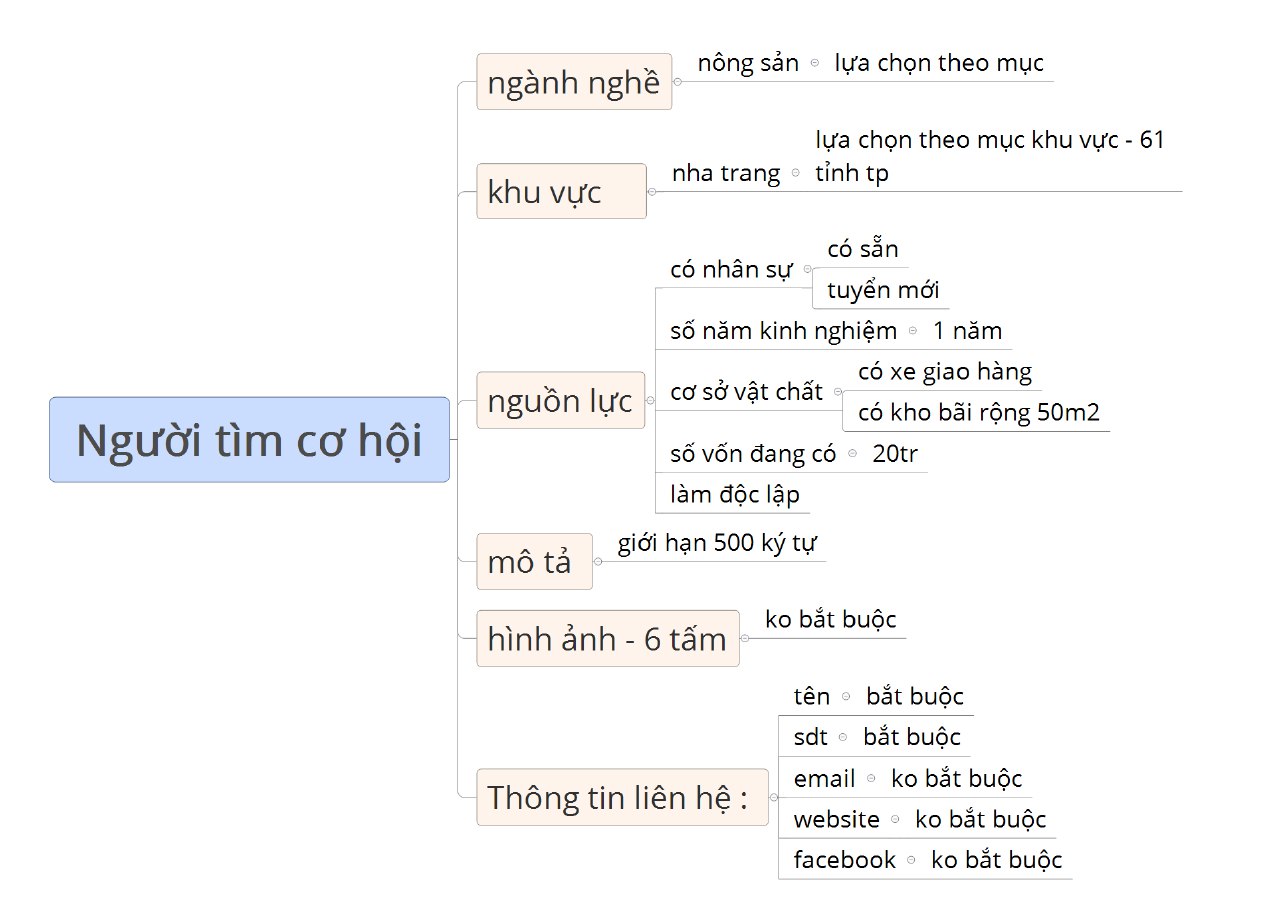 Người tìm cơ hội
ngành nghề
nông sản
lựa chọn theo mục
khu vực
nha trang
lựa chọn theo mục khu vực - 61
tỉnh tp
nguồn lực
có nhân sự
có sẵn
tuyển mới
số năm kinh nghiệm
1 năm
cơ sở vật chất
có xe giao hàng
có kho bãi rộng 50m2
số vốn đang có
20tr
làm độc lập
mô tả
giới hạn 500 ký tự
hình ảnh - 6 tấm
ko bắt buộc
Thông tin liên hệ :
tên
bắt buộc
sdt
bắt buộc
email
ko bắt buộc
website
ko bắt buộc
facebook
ko bắt buộc